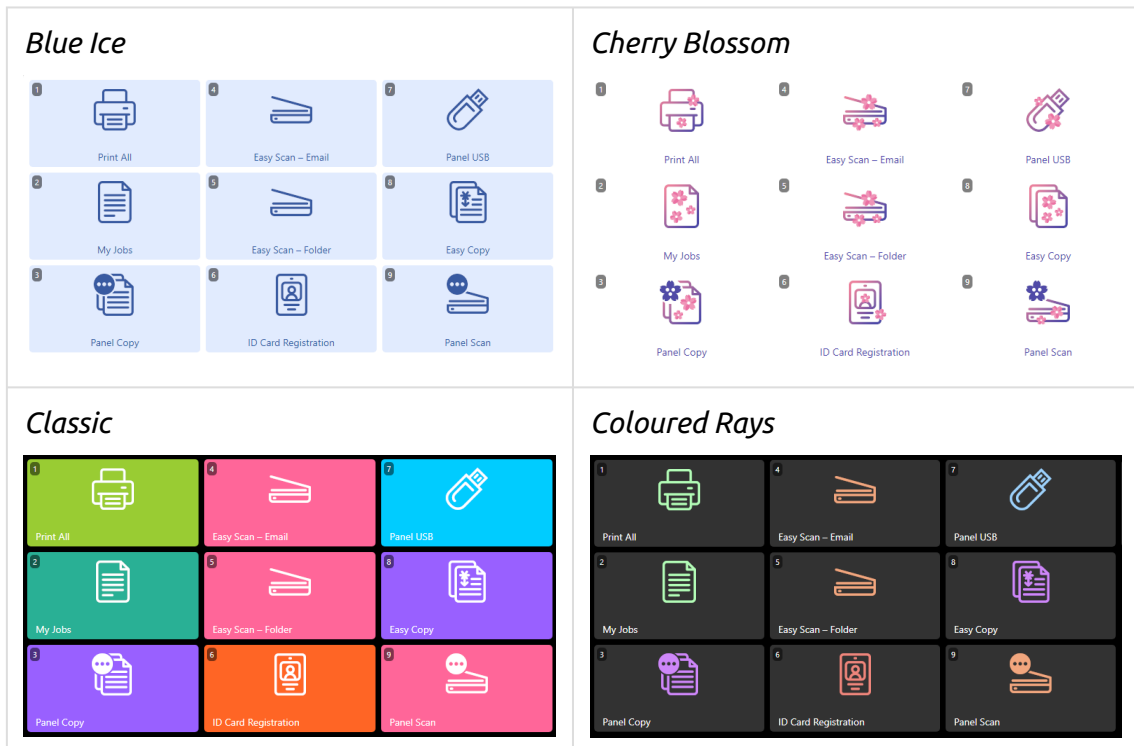 Blue Ice
1 4 7
Print All Easy Scan – Email Panel USB
2 5 8
My Jobs Easy Scan – Folder Easy Copy
3 6 9
Panel Copy ID Card Registration Panel Scan
Cherry Blossom
1 4 7
Print All Easy Scan – Email Panel USB
2 5 8
My Jobs Easy Scan – Folder Easy Copy
3 6 9
Panel Copy ID Card Registration Panel Scan
Classic
1 4 7
Print All Easy Scan – Email Panel USB
2 5 8
My Jobs Easy Scan – Folder Easy Copy
3 6 9
Panel Copy ID Card Registration Panel Scan
Coloured Rays
1 4 7
Print All Easy Scan – Email Panel USB
2 5 8
My Jobs Easy Scan – Folder Easy Copy
3 6 9
Panel Copy ID Card Registration Panel Scan